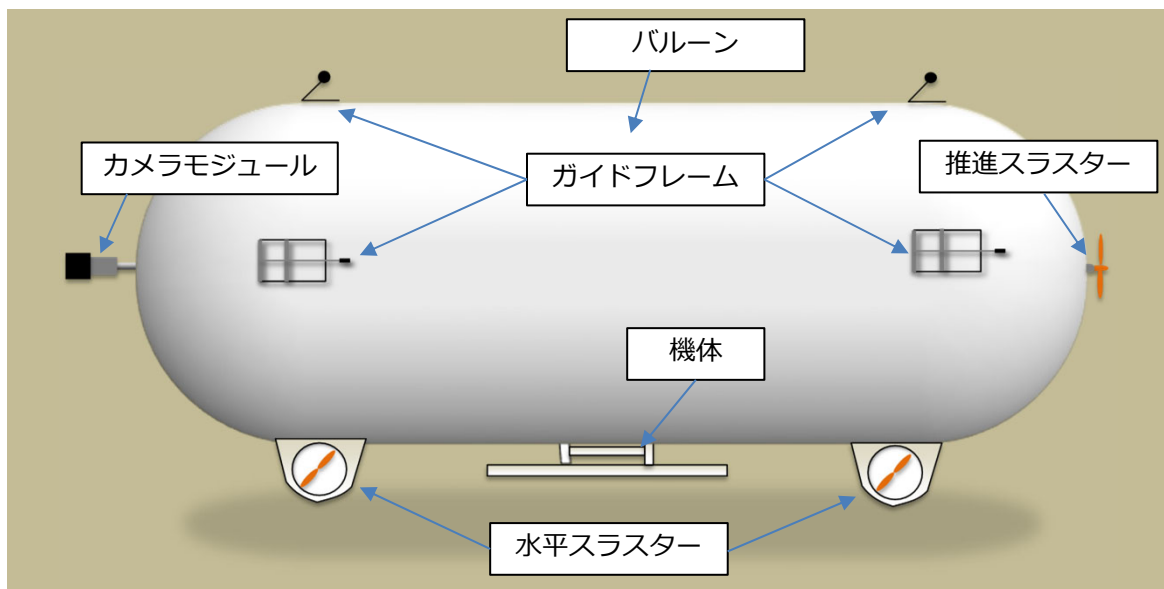 バルーン
カメラモジュール
ガイドフレーム
推進スラスター
機体
水平スラスター